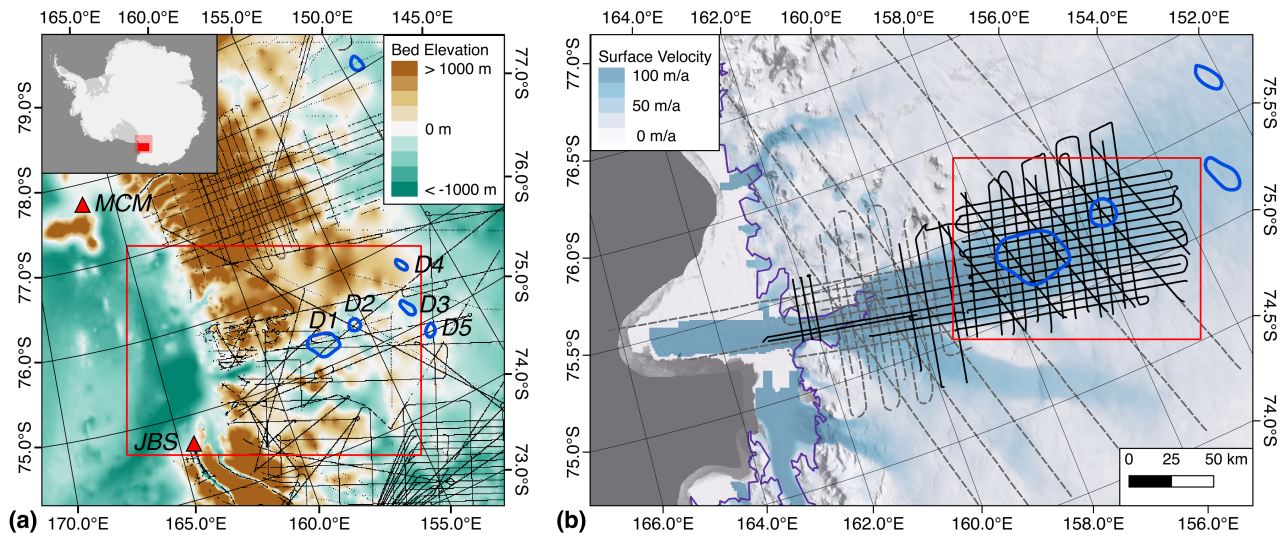 165.0°E 160.0°E 155.0°E 150.0°E 145.0°E
Bed Elevation
> 1000 m
0 m
< -1000 m
79.0°S
78.0°S
77.0°S
76.0°S
75.0°S
77.0°S
76.0°S
75.0°S
74.0°S
73.0°S
MCM
JBS
D4
D2
D3
D1
D5
(a)
170.0°E 165.0°E 160.0°E 155.0°E
164.0°E 162.0°E 160.0°E 158.0°E 156.0°E 154.0°E 152.0°E
Surface Velocity
100 m/a
50 m/a
0 m/a
77.0°S
76.5°S
76.0°S
75.5°S
75.0°S
75.5°S
75.0°S
74.5°S
74.0°S
0 25 50 km
(b)
166.0°E 164.0°E 162.0°E 160.0°E 158.0°E 156.0°E